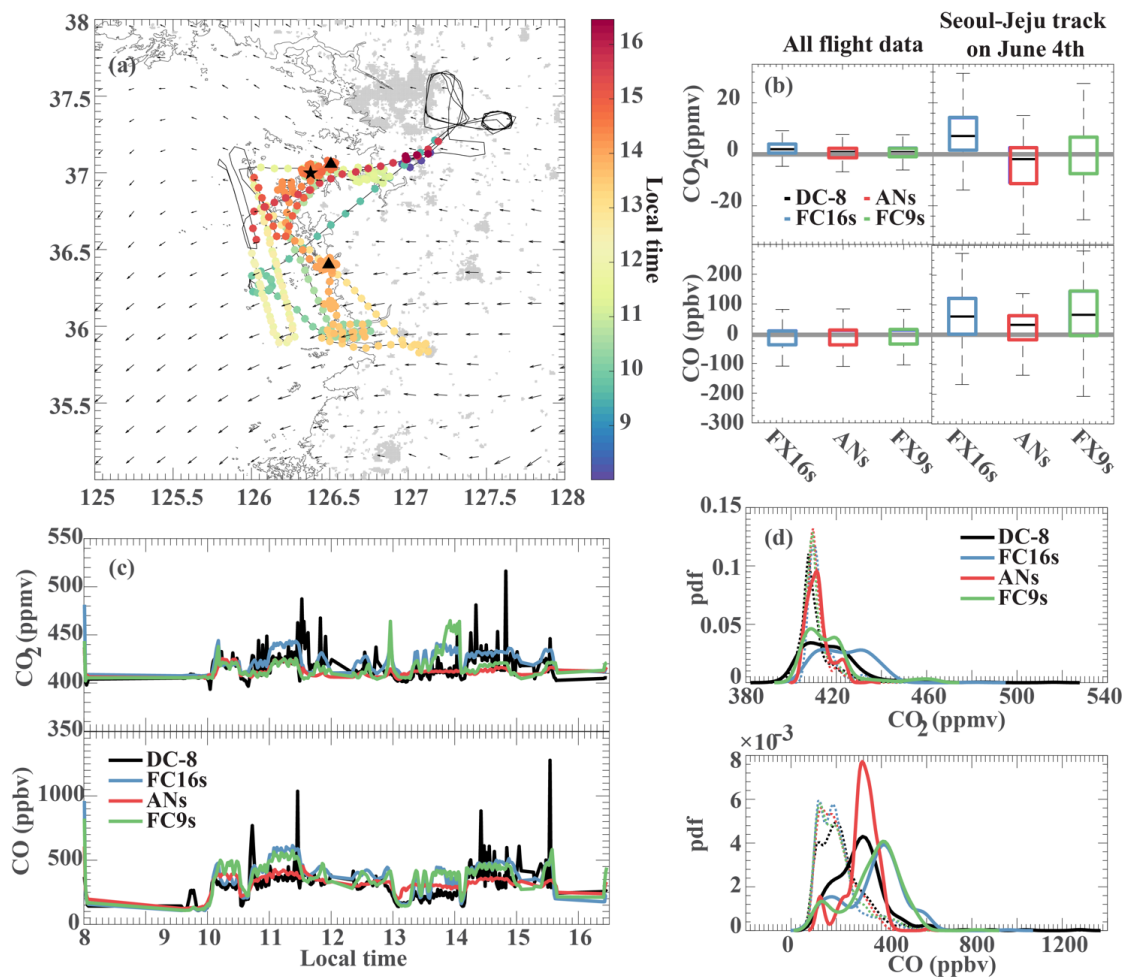 (a)
38
37.5
37
36.5
36
35.5
125 125.5 126 126.5 127 127.5 128
16
15
14
13
12
11
10
9
Local time
All flight data
Seoul-Jeju track
on June 4th
(b)
CO2(ppmv)
20
0
-20
DC-8 ANs
FC16s FC9s
CO (ppbv)
200
100
0
-100
-200
-300
FX16s ANs FX9s FX16s ANs FX9s
(c)
CO2 (ppmv)
550
500
450
400
350
DC-8
FC16s
ANs
FC9s
CO (ppbv)
1000
500
0
8 9 10 11 12 13 14 15 16
Local time
(d)
pdf
0.15
0.1
0.05
0
DC-8
FC16s
ANs
FC9s
380 420 460 500 540
CO2 (ppmv)
×10-3
pdf
8
6
4
2
0
0 400 800 1200
CO (ppmv)